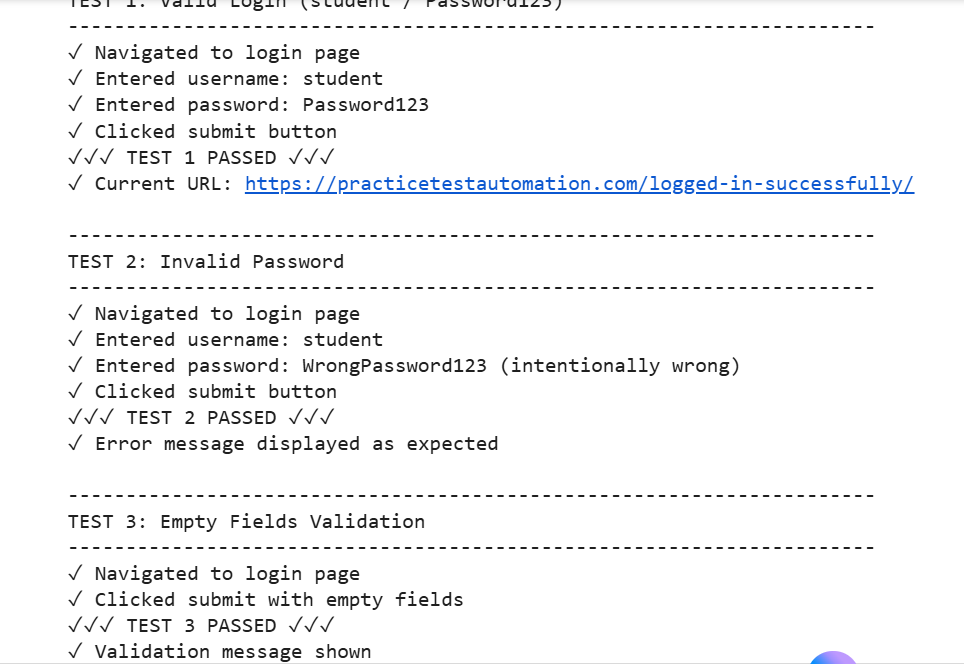 TEST 1: Valid Login (student / Password123)
----------------------------------------------------------------------
✓ Navigated to login page
✓ Entered username: student
✓ Entered password: Password123
✓ Clicked submit button
✓✓✓ TEST 1 PASSED ✓✓✓
✓ Current URL: https://practicetestautomation.com/logged-in-successfully/
----------------------------------------------------------------------
TEST 2: Invalid Password
----------------------------------------------------------------------
✓ Navigated to login page
✓ Entered username: student
✓ Entered password: WrongPassword123 (intentionally wrong)
✓ Clicked submit button
✓✓✓ TEST 2 PASSED ✓✓✓
✓ Error message displayed as expected
----------------------------------------------------------------------
TEST 3: Empty Fields Validation
----------------------------------------------------------------------
✓ Navigated to login page
✓ Clicked submit with empty fields
✓✓✓ TEST 3 PASSED ✓✓✓
✓ Validation message shown